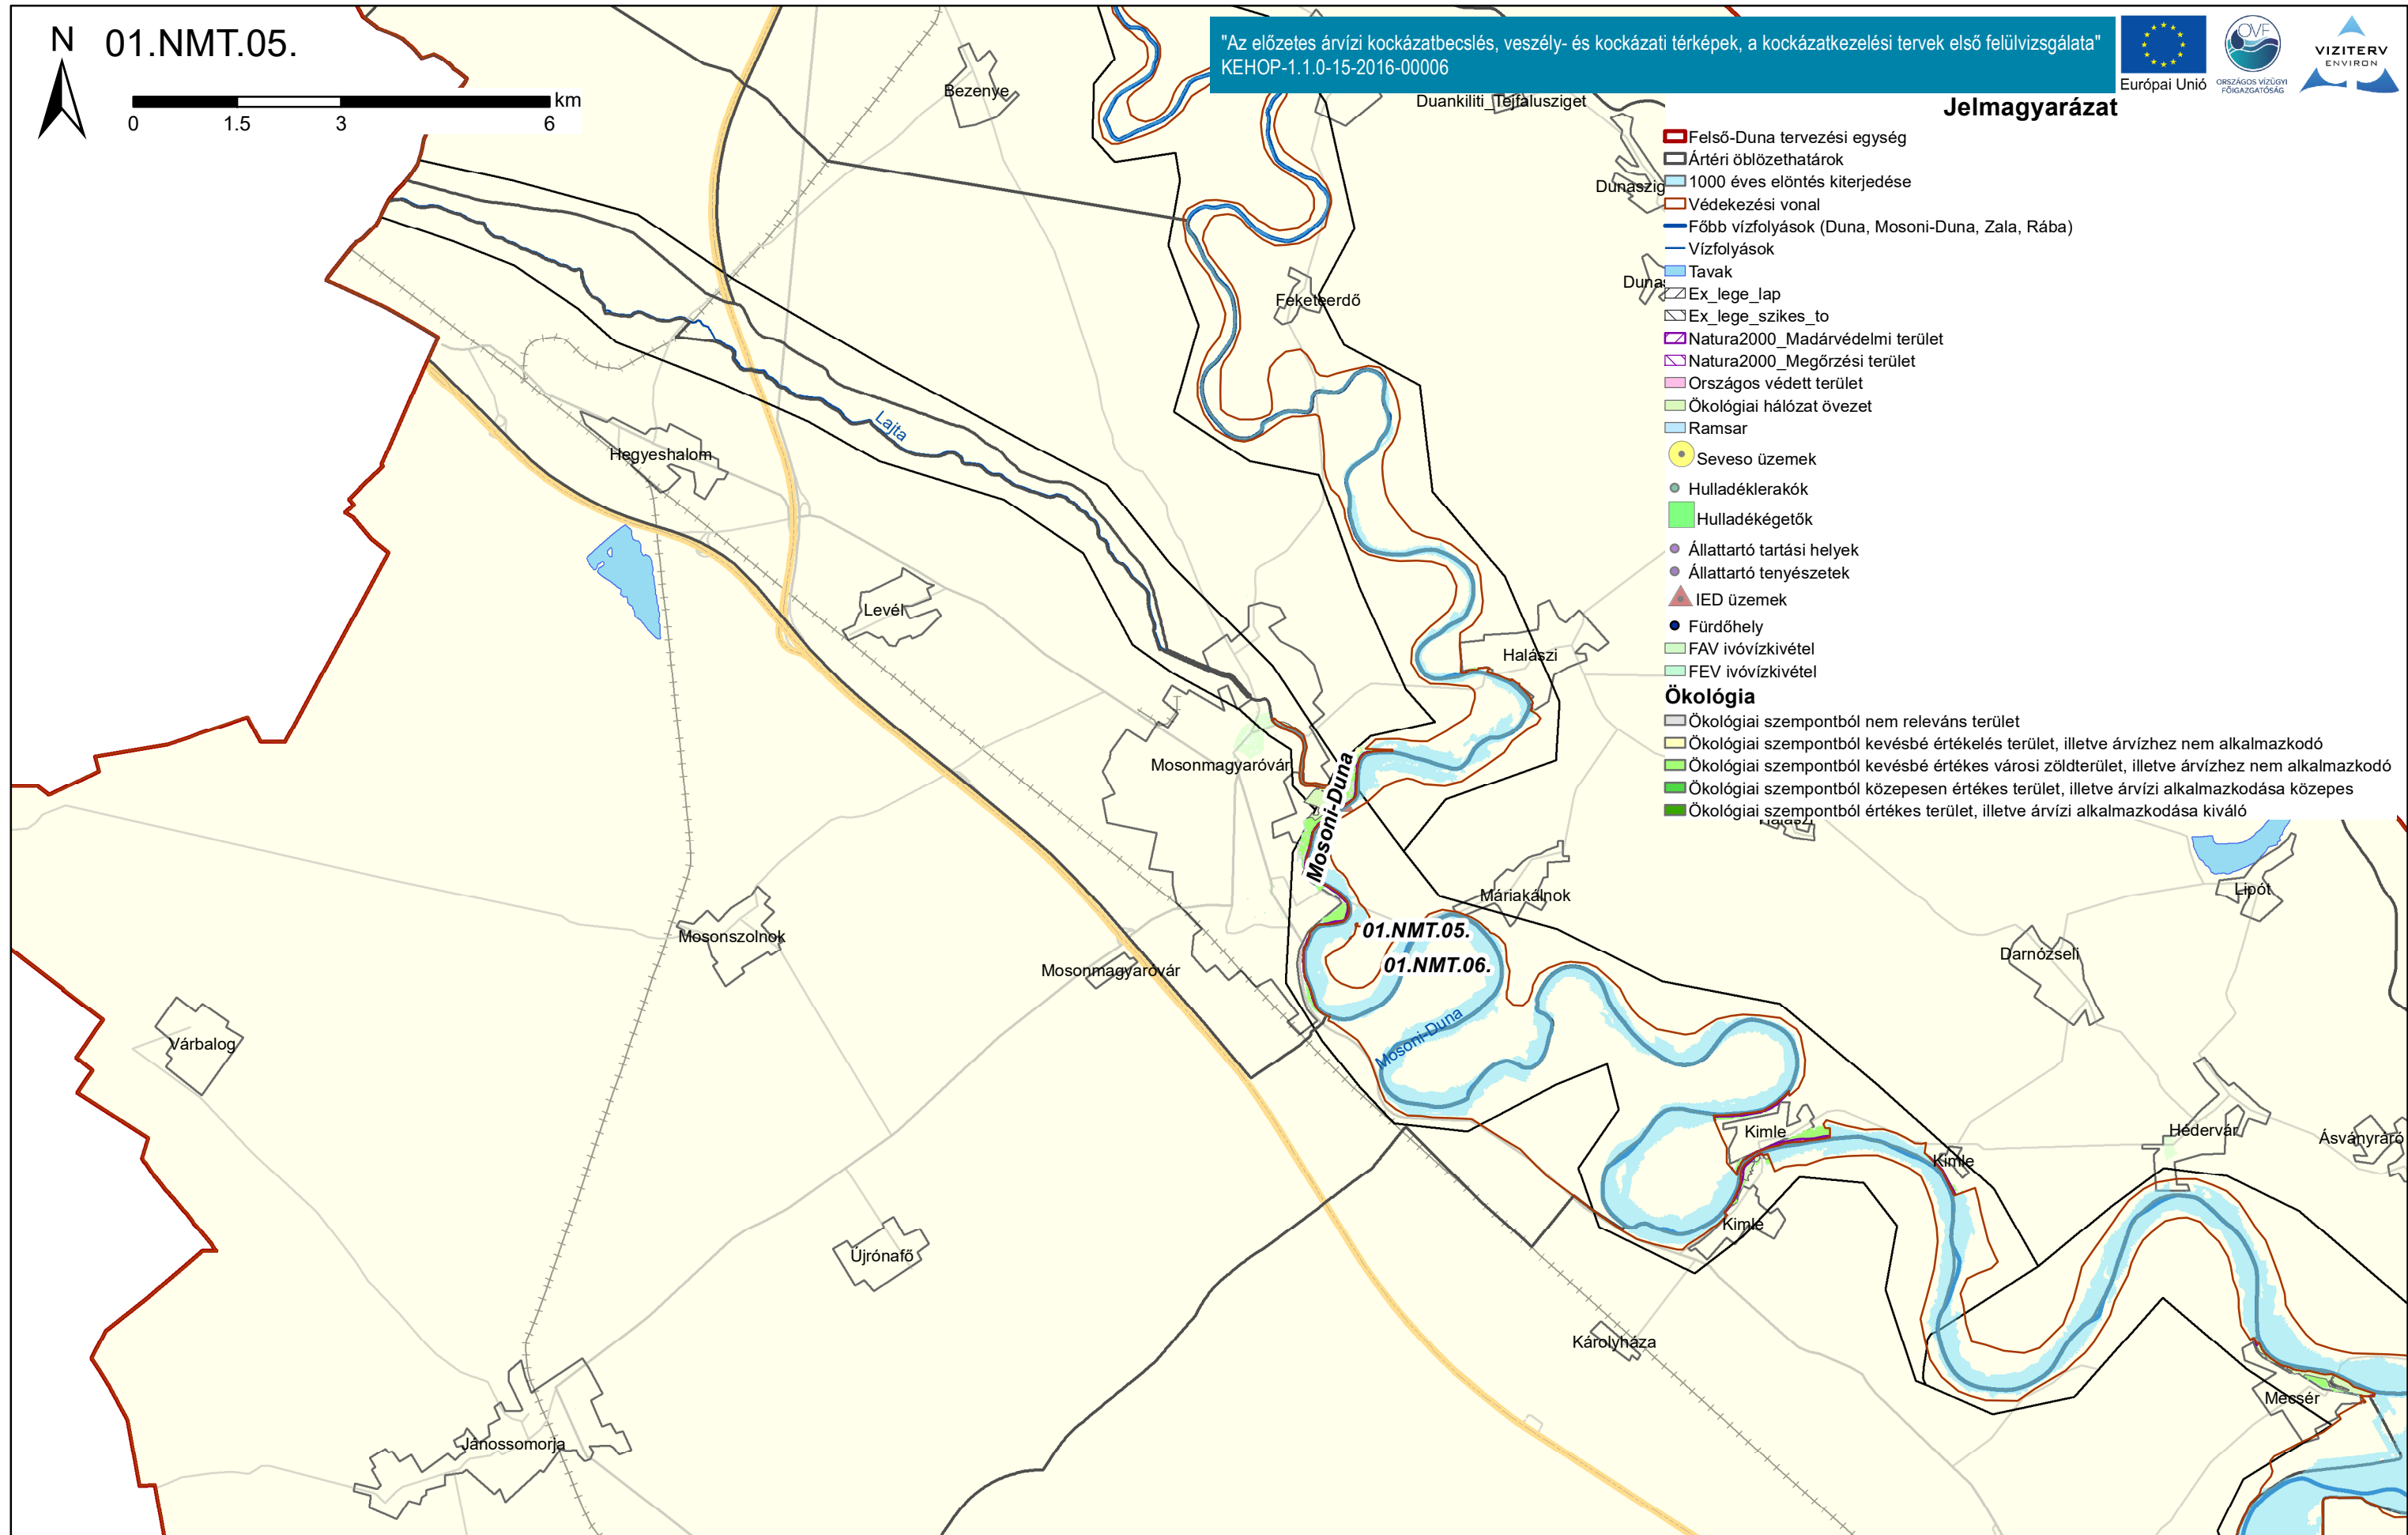 N 01.NMT.05.
km
0 1.5 3 6
"Az előzetes árvízi kockázatbecslés, veszély- és kockázati térképek, a kockázatkezelési tervek első felülvizsgálata"
KEHOP-1.1.0-15-2016-00006
Európai Unió
OVF
ORSZÁGOS VÍZÜGYI
FŐIGAZGATÓSÁG
VIZITERV
ENVIRON
Jelmagyarázat
Felső-Duna tervezési egység
Ártéri öblözethatárok
1000 éves elöntés kiterjedése
Védekezési vonal
Főbb vízfolyások (Duna, Mosoni-Duna, Zala, Rába)
Vízfolyások
Tavak
Ex_lege_lap
Ex_lege_szikes_to
Natura2000_Madárvédelmi terület
Natura2000_Megőrzési terület
Országos védett terület
Ökológiai hálózat övezet
Ramsar
Seveso üzemek
Hulladéklerakók
Hulladékégetők
Állattartó tartási helyek
Állattartó tenyészetek
IED üzemek
Fürdőhely
FAV ivóvízkivétel
FEV ivóvízkivétel
Ökológia
Ökológiai szempontból nem releváns terület
Ökológiai szempontból kevésbé értékelés terület, illetve árvízhez nem alkalmazkodó
Ökológiai szempontból kevésbé értékes városi zöldterület, illetve árvízhez nem alkalmazkodó
Ökológiai szempontból közepesen értékes terület, illetve árvízi alkalmazkodása közepes
Ökológiai szempontból értékes terület, illetve árvízi alkalmazkodása kiváló
Bezenye
Duankiliti_Tejfalusziget
Dunaszig
Feketeerdő
Dunas
Lajta
Hegyeshalom
Levél
Halászi
Mosonmagyaróvár
Mosoni-Duna
Halászi
Máriakálnok
Lipót
01.NMT.05.
01.NMT.06.
Mosonszolnok
Mosonmagyaróvár
Darnózseli
Mosoni-Duna
Várbalog
Kimle
Hédervár
Ásványráró
Kimle
Kimle
Újrónafő
Károlyháza
Mecsér
Jánossomorja